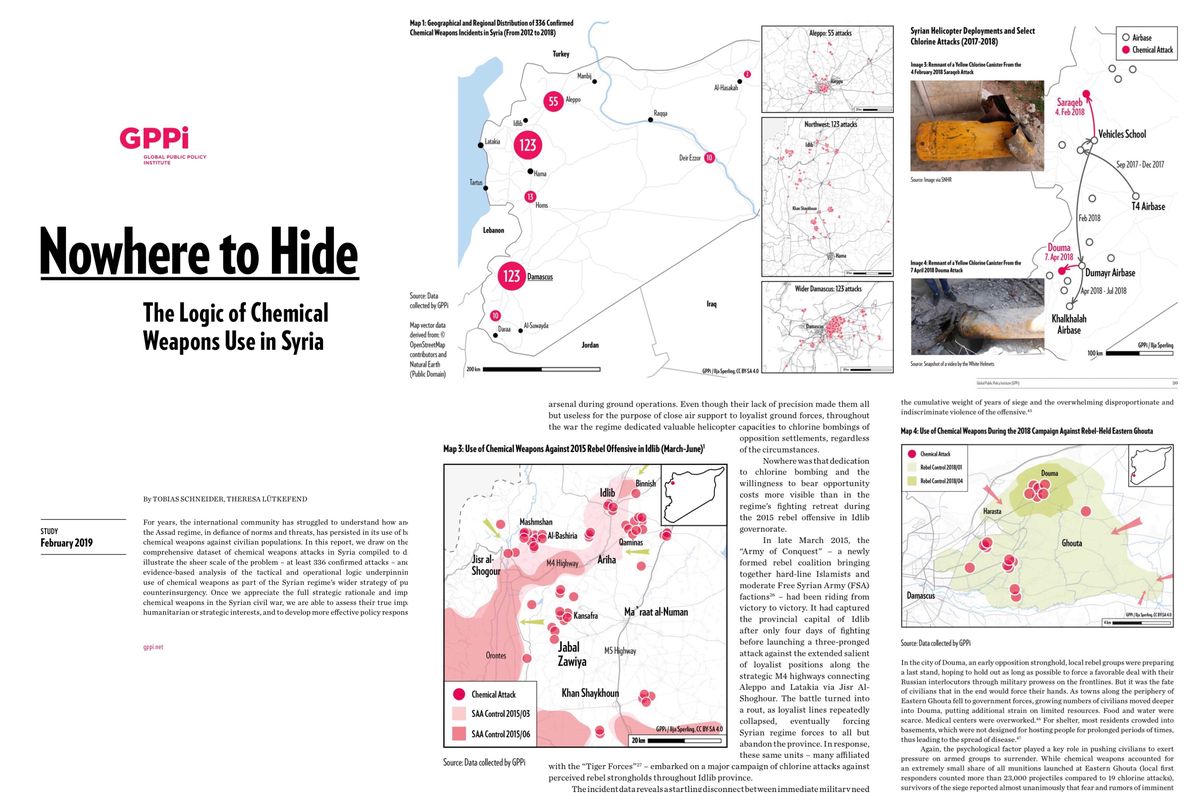 GPPi
GLOBAL PUBLIC POLICY
INSTITUTE
Nowhere to Hide
The Logic of Chemical
Weapons Use in Syria
By TOBIAS SCHNEIDER, THERESA LÜTKEFEND
STUDY
February 2019
For years, the international community has struggled to understand how an
the Assad regime, in defiance of norms and threats, has persisted in its use of
chemical weapons against civilian populations. In this report, we draw on the
comprehensive dataset of chemical weapons attacks in Syria compiled to d
illustrate the sheer scale of the problem – at least 336 confirmed attacks – an
evidence-based analysis of the tactical and operational logic underpinnin
use of chemical weapons as part of the Syrian regime's wider strategy of pu
counterinsurgency. Once we appreciate the full strategic rationale and imp
chemical weapons in the Syrian civil war, we are able to assess their true imp
humanitarian or strategic interests, and to develop more effective policy respon
gppi.net
Map 1: Geographical and Regional Distribution of 336 Confirmed
Chemical Weapons Incidents in Syria (From 2012 to 2018)
Turkey
Manbij
Al-Hasakah
2
55
Aleppo
Idlib
Raqqa
123
Latakia
Deir Ezzor
10
Hama
Tartus
13
Homs
Lebanon
123
Damascus
Iraq
10
Daraa
Al-Suwayda
Jordan
200 km
GPPi / Ilja Sperling, CC BY-SA 4.0
Source: Data
collected by GPPi
Map vector data
derived from: ©
OpenStreetMap
contributors and
Natural Earth
(Public Domain)
Aleppo: 55 attacks
Aleppo
Northwest: 123 attacks
Idlib
Khan Shaykhoun
Hama
Wider Damascus: 123 attacks
Damascus
Syrian Helicopter Deployments and Select
Chlorine Attacks (2017-2018)
Image 3: Remnant of a Yellow Chlorine Canister From the
4 February 2018 Saraqeb Attack
Source: Image via SNHR
Image 4: Remnant of a Yellow Chlorine Canister From the
7 April 2018 Douma Attack
Source: Snapshot of a video by the White Helmets
Airbase
Chemical Attack
Saraqeb
4. Feb 2018
Vehicles School
Sep 2017 - Dec 2017
T4 Airbase
Feb 2018
Douma
7. Apr 2018
Dumayr Airbase
Apr 2018 - Jul 2018
Khalkhalah
Airbase
GPPi / Ilja Sperling
100 km
Global Public Policy Institute (GPPi)
20
arsenal during ground operations. Even though their lack of precision made them all
but useless for the purpose of close air support to loyalist ground forces, throughout
the war the regime dedicated valuable helicopter capacities to chlorine bombings of
opposition settlements, regardless
of the circumstances.
Nowhere was that dedication
to chlorine bombing and the
willingness to bear opportunity
costs more visible than in the
regime's fighting retreat during
the 2015 rebel offensive in Idlib
governorate.
In late March 2015, the
“Army of Conquest” – a newly
formed rebel coalition bringing
together hard-line Islamists and
moderate Free Syrian Army (FSA)
factions²⁶ – had been riding from
victory to victory. It had captured
the provincial capital of Idlib
after only four days of fighting
before launching a three-pronged
attack against the extended salient
of loyalist positions along the
strategic M4 highways connecting
Aleppo and Latakia via Jisr Al-
Shoghour. The battle turned into
a rout, as loyalist lines repeatedly
collapsed, eventually forcing
Syrian regime forces to all but
abandon the province. In response,
these same units – many affiliated
with the “Tiger Forces”²⁷ – embarked on a major campaign of chlorine attacks against
perceived rebel strongholds throughout Idlib province.
The incident data reveals a startling disconnect between immediate military need
Map 3: Use of Chemical Weapons Against 2015 Rebel Offensive in Idlib (March-June)¹
Binnish
Idlib
Mashmshan
Al-Bashiria
Qaminas
Jisr al-
Shogour
M4 Highway
Ariha
Kansafra
Ma´raat al-Numan
Jabal
Zawiya
Orontes
M5 Highway
Khan Shaykhoun
Chemical Attack
SAA Control 2015/03
SAA Control 2015/06
GPPi / Ilja Sperling, CC BY-SA 4.0
20 km
Source: Data collected by GPPi
the cumulative weight of years of siege and the overwhelming disproportionate and
indiscriminate violence of the offensive.⁴⁵
Map 4: Use of Chemical Weapons During the 2018 Campaign Against Rebel-Held Eastern Ghouta
Chemical Attack
Rebel Control 2018/01
Rebel Control 2018/04
Douma
Harasta
Ghouta
Damascus
GPPi / Ilja Sperling, CC BY-SA 4.0
4 km
Source: Data collected by GPPi
In the city of Douma, an early opposition stronghold, local rebel groups were preparing
a last stand, hoping to hold out as long as possible to force a favorable deal with their
Russian interlocutors through military prowess on the frontlines. But it was the fate
of civilians that in the end would force their hands. As towns along the periphery of
Eastern Ghouta fell to government forces, growing numbers of civilians moved deeper
into Douma, putting additional strain on limited resources. Food and water were
scarce. Medical centers were overworked.⁴⁶ For shelter, most residents crowded into
basements, which were not designed for hosting people for prolonged periods of times,
thus leading to the spread of disease.⁴⁷
Again, the psychological factor played a key role in pushing civilians to exert
pressure on armed groups to surrender. While chemical weapons accounted for
an extremely small share of all munitions launched at Eastern Ghouta (local first
responders counted more than 23,000 projectiles compared to 19 chlorine attacks),
survivors of the siege reported almost unanimously that fear and rumors of imminent